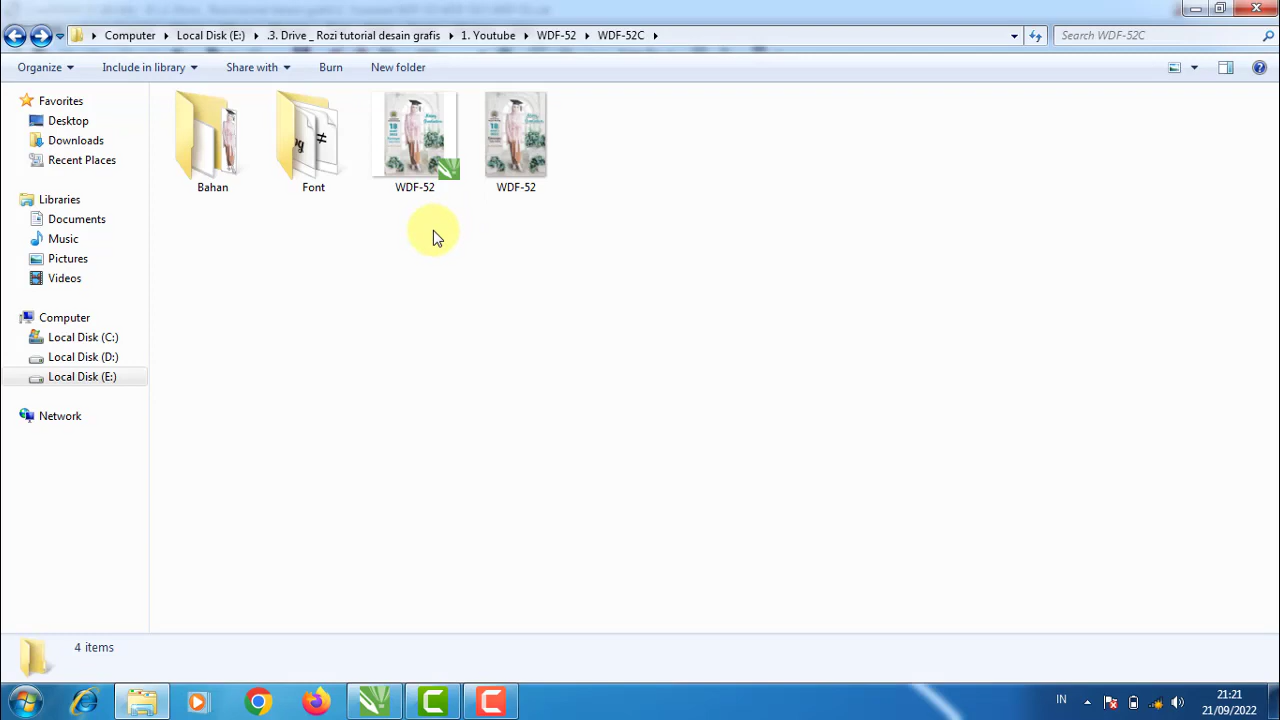 Computer
Local Disk (E:)
.3. Drive _ Rozi tutorial desain grafis
1. Youtube
WDF-52
WDF-52C
Search WDF-52C
Organize
Include in library
Share with
Burn
New folder
Favorites
Desktop
Downloads
Recent Places
Libraries
Documents
Music
Pictures
Videos
Computer
Local Disk (C:)
Local Disk (D:)
Local Disk (E:)
Network
Bahan
Font
WDF-52
WDF-52
4 items
IN
21:21
21/09/2022